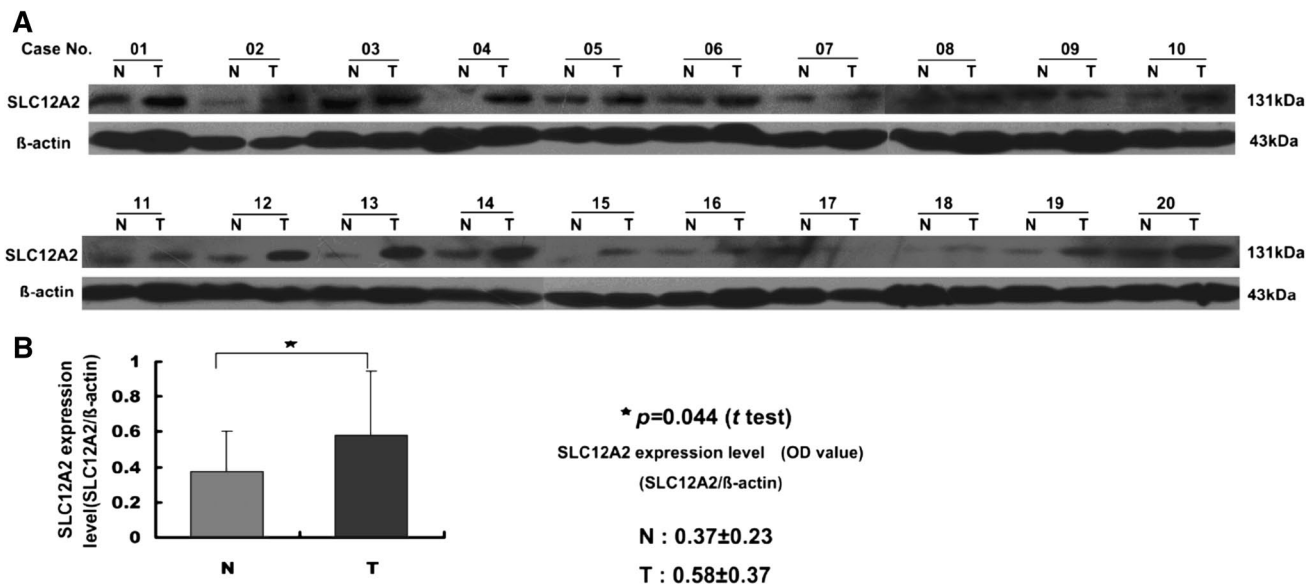 A
Case No. 01 02 03 04 05 06 07 08 09 10
N T N T N T N T N T N T N T N T N T N T
SLC12A2 131kDa
ß-actin 43kDa
11 12 13 14 15 16 17 18 19 20
N T N T N T N T N T N T N T N T N T N T
SLC12A2 131kDa
ß-actin 43kDa
B
SLC12A2 expression
level(SLC12A2/ß-actin)
1
0.8
0.6
0.4
0.2
0
N T
★
★ p=0.044 (t test)
SLC12A2 expression level (OD value)
(SLC12A2/ß-actin)
N : 0.37±0.23
T : 0.58±0.37